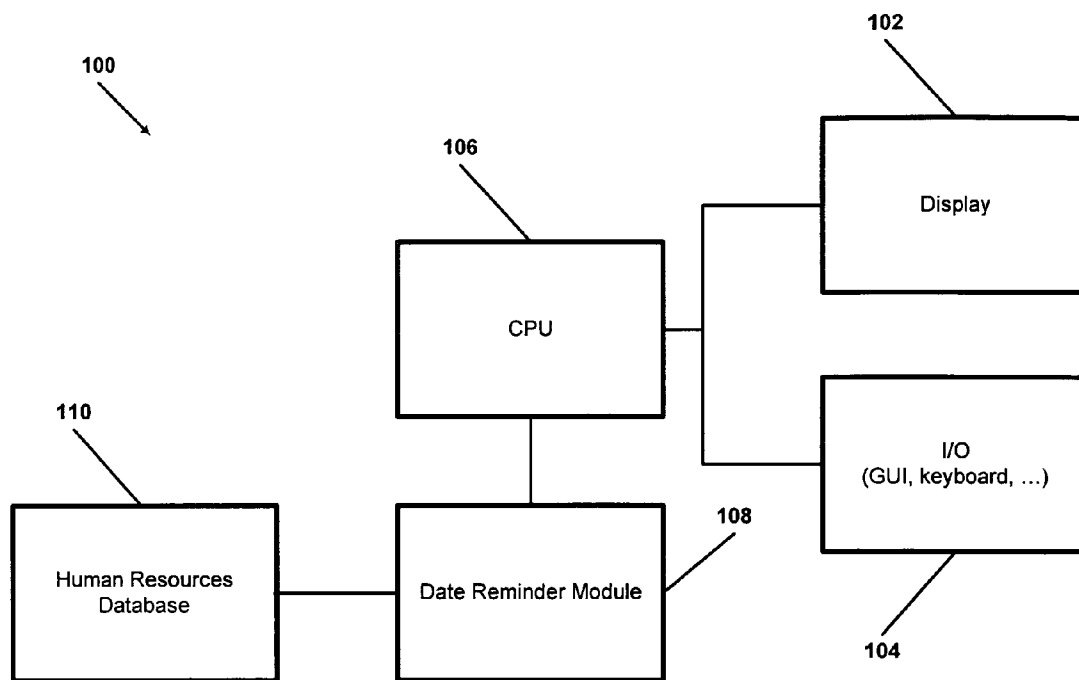 102
100
106
Display
CPU
110
I/O
(GUI, keyboard, ...)
108
Human Resources
Database
Date Reminder Module
104